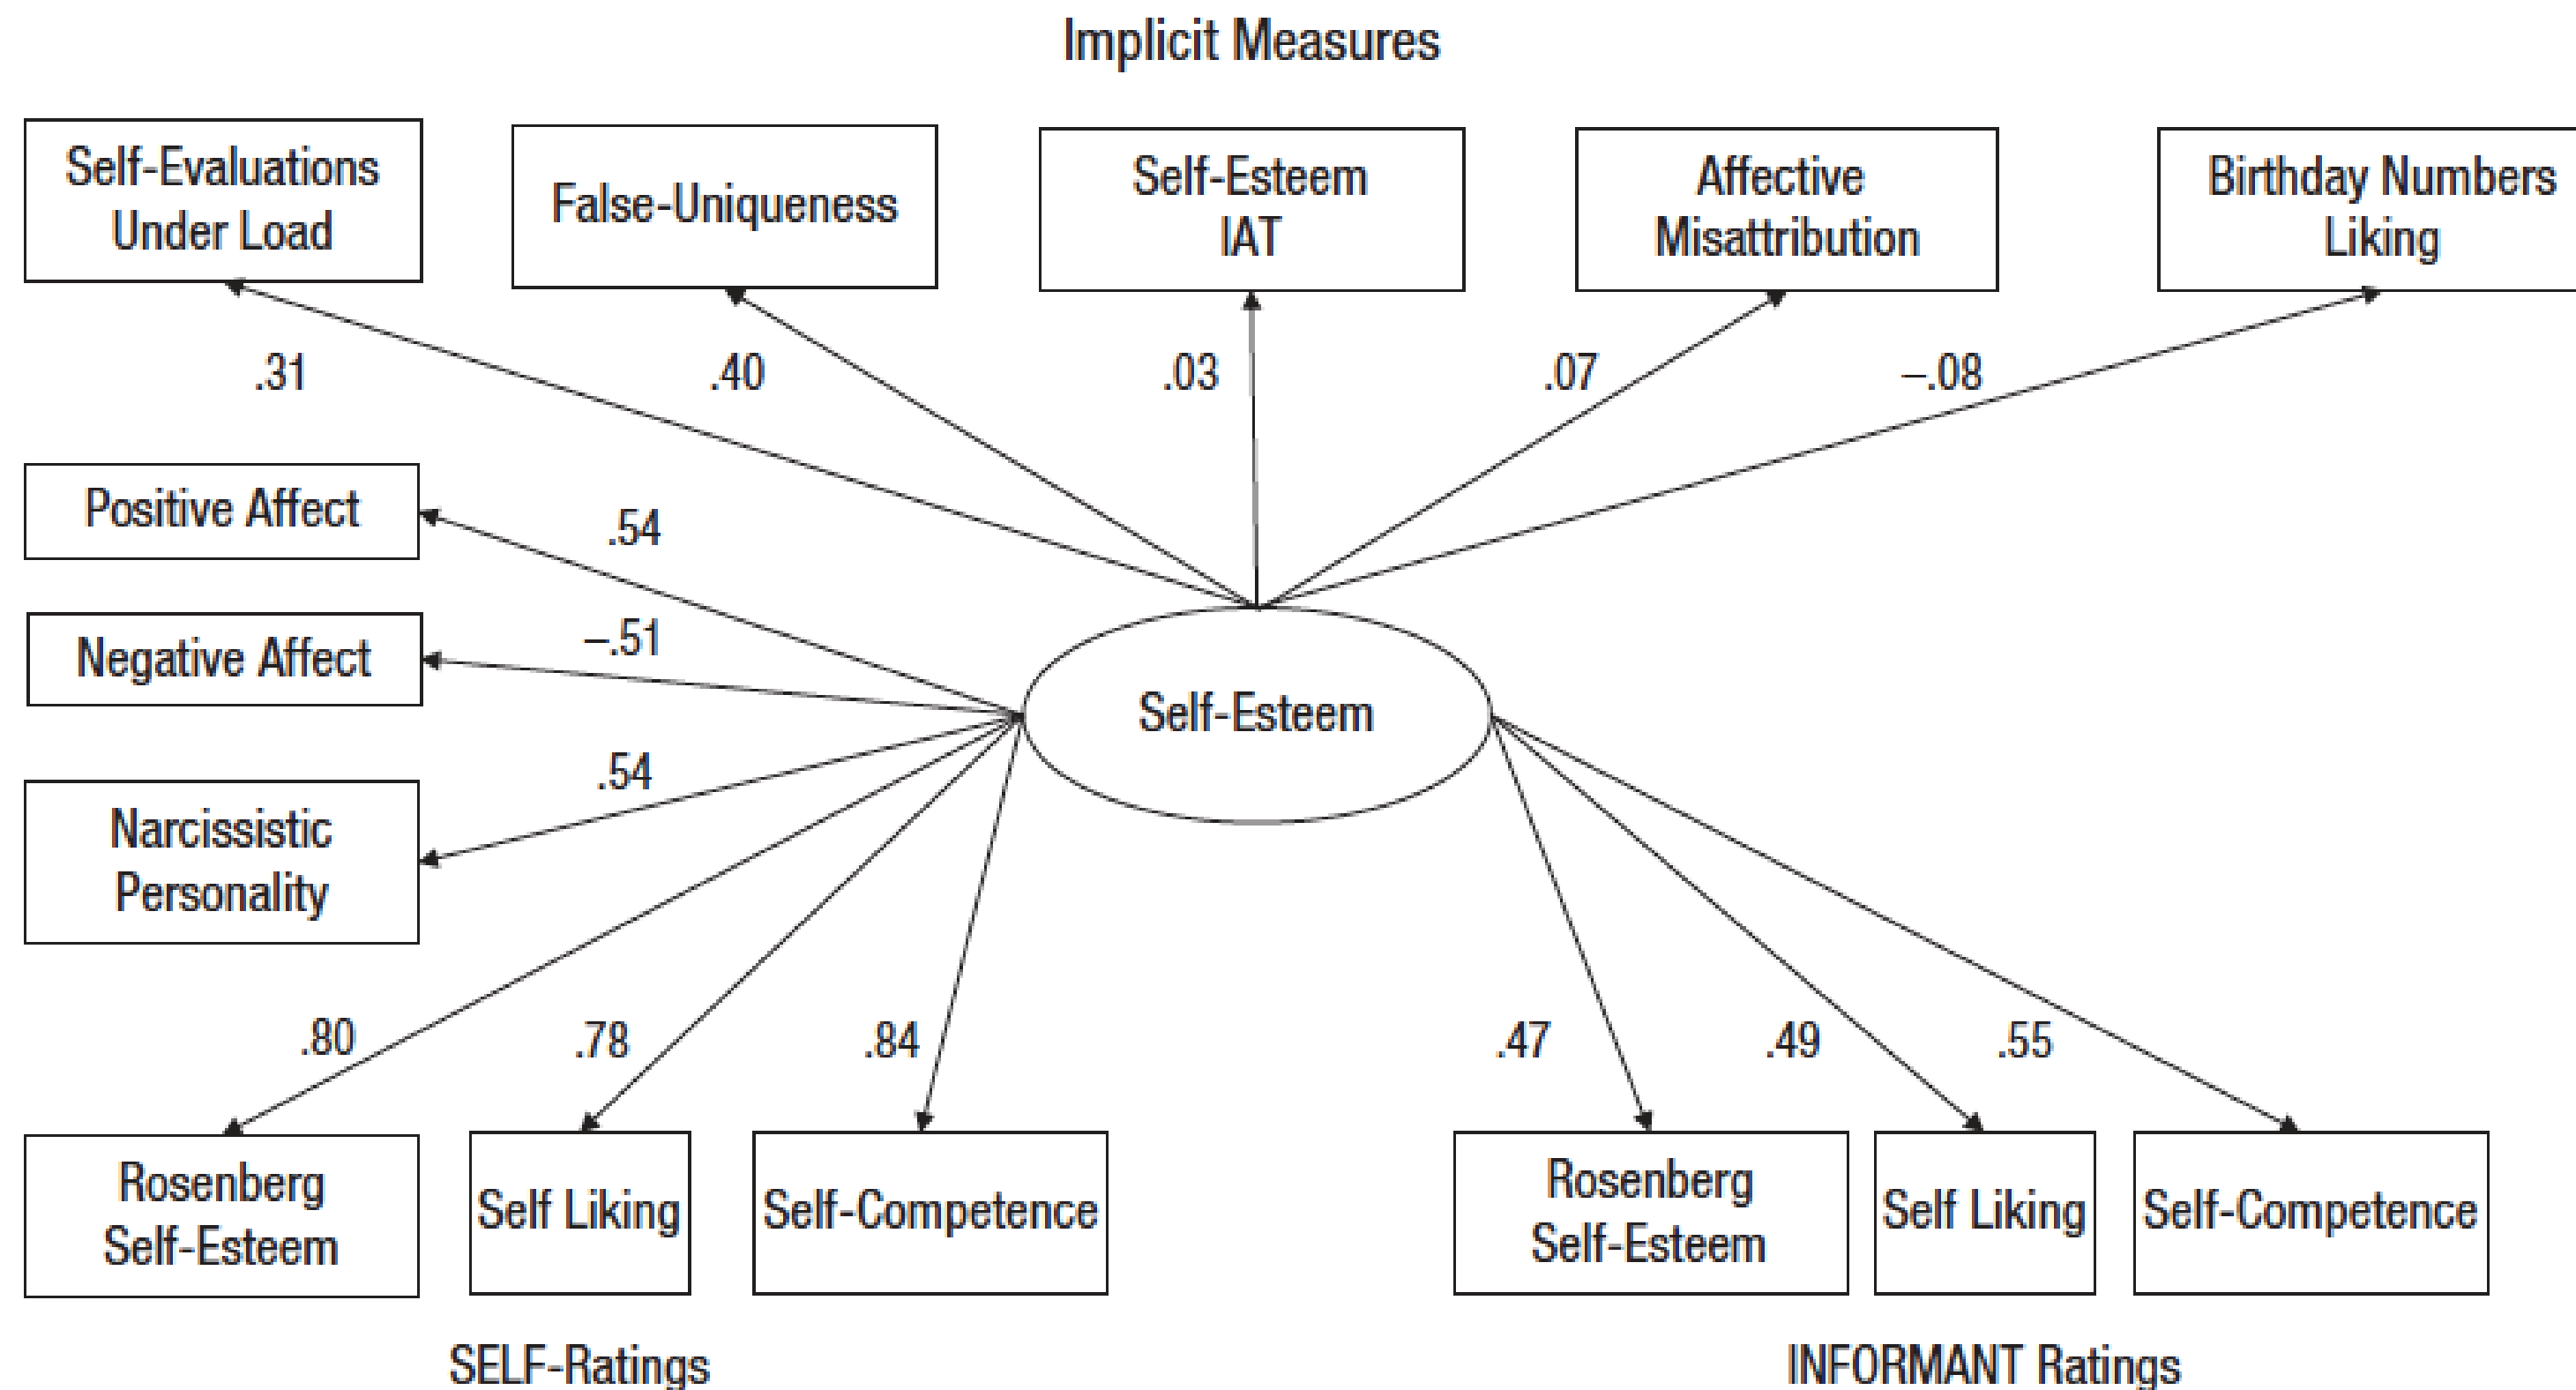 Implicit Measures
Self-Evaluations
Under Load
False-Uniqueness
Self-Esteem
IAT
Affective
Misattribution
Birthday Numbers
Liking
.31
.40
.03
.07
–.08
Positive Affect
.54
Negative Affect
–.51
Self-Esteem
Narcissistic
Personality
.54
.80
.78
.84
.47
.49
.55
Rosenberg
Self-Esteem
Self Liking
Self-Competence
Rosenberg
Self-Esteem
Self Liking
Self-Competence
SELF-Ratings
INFORMANT Ratings